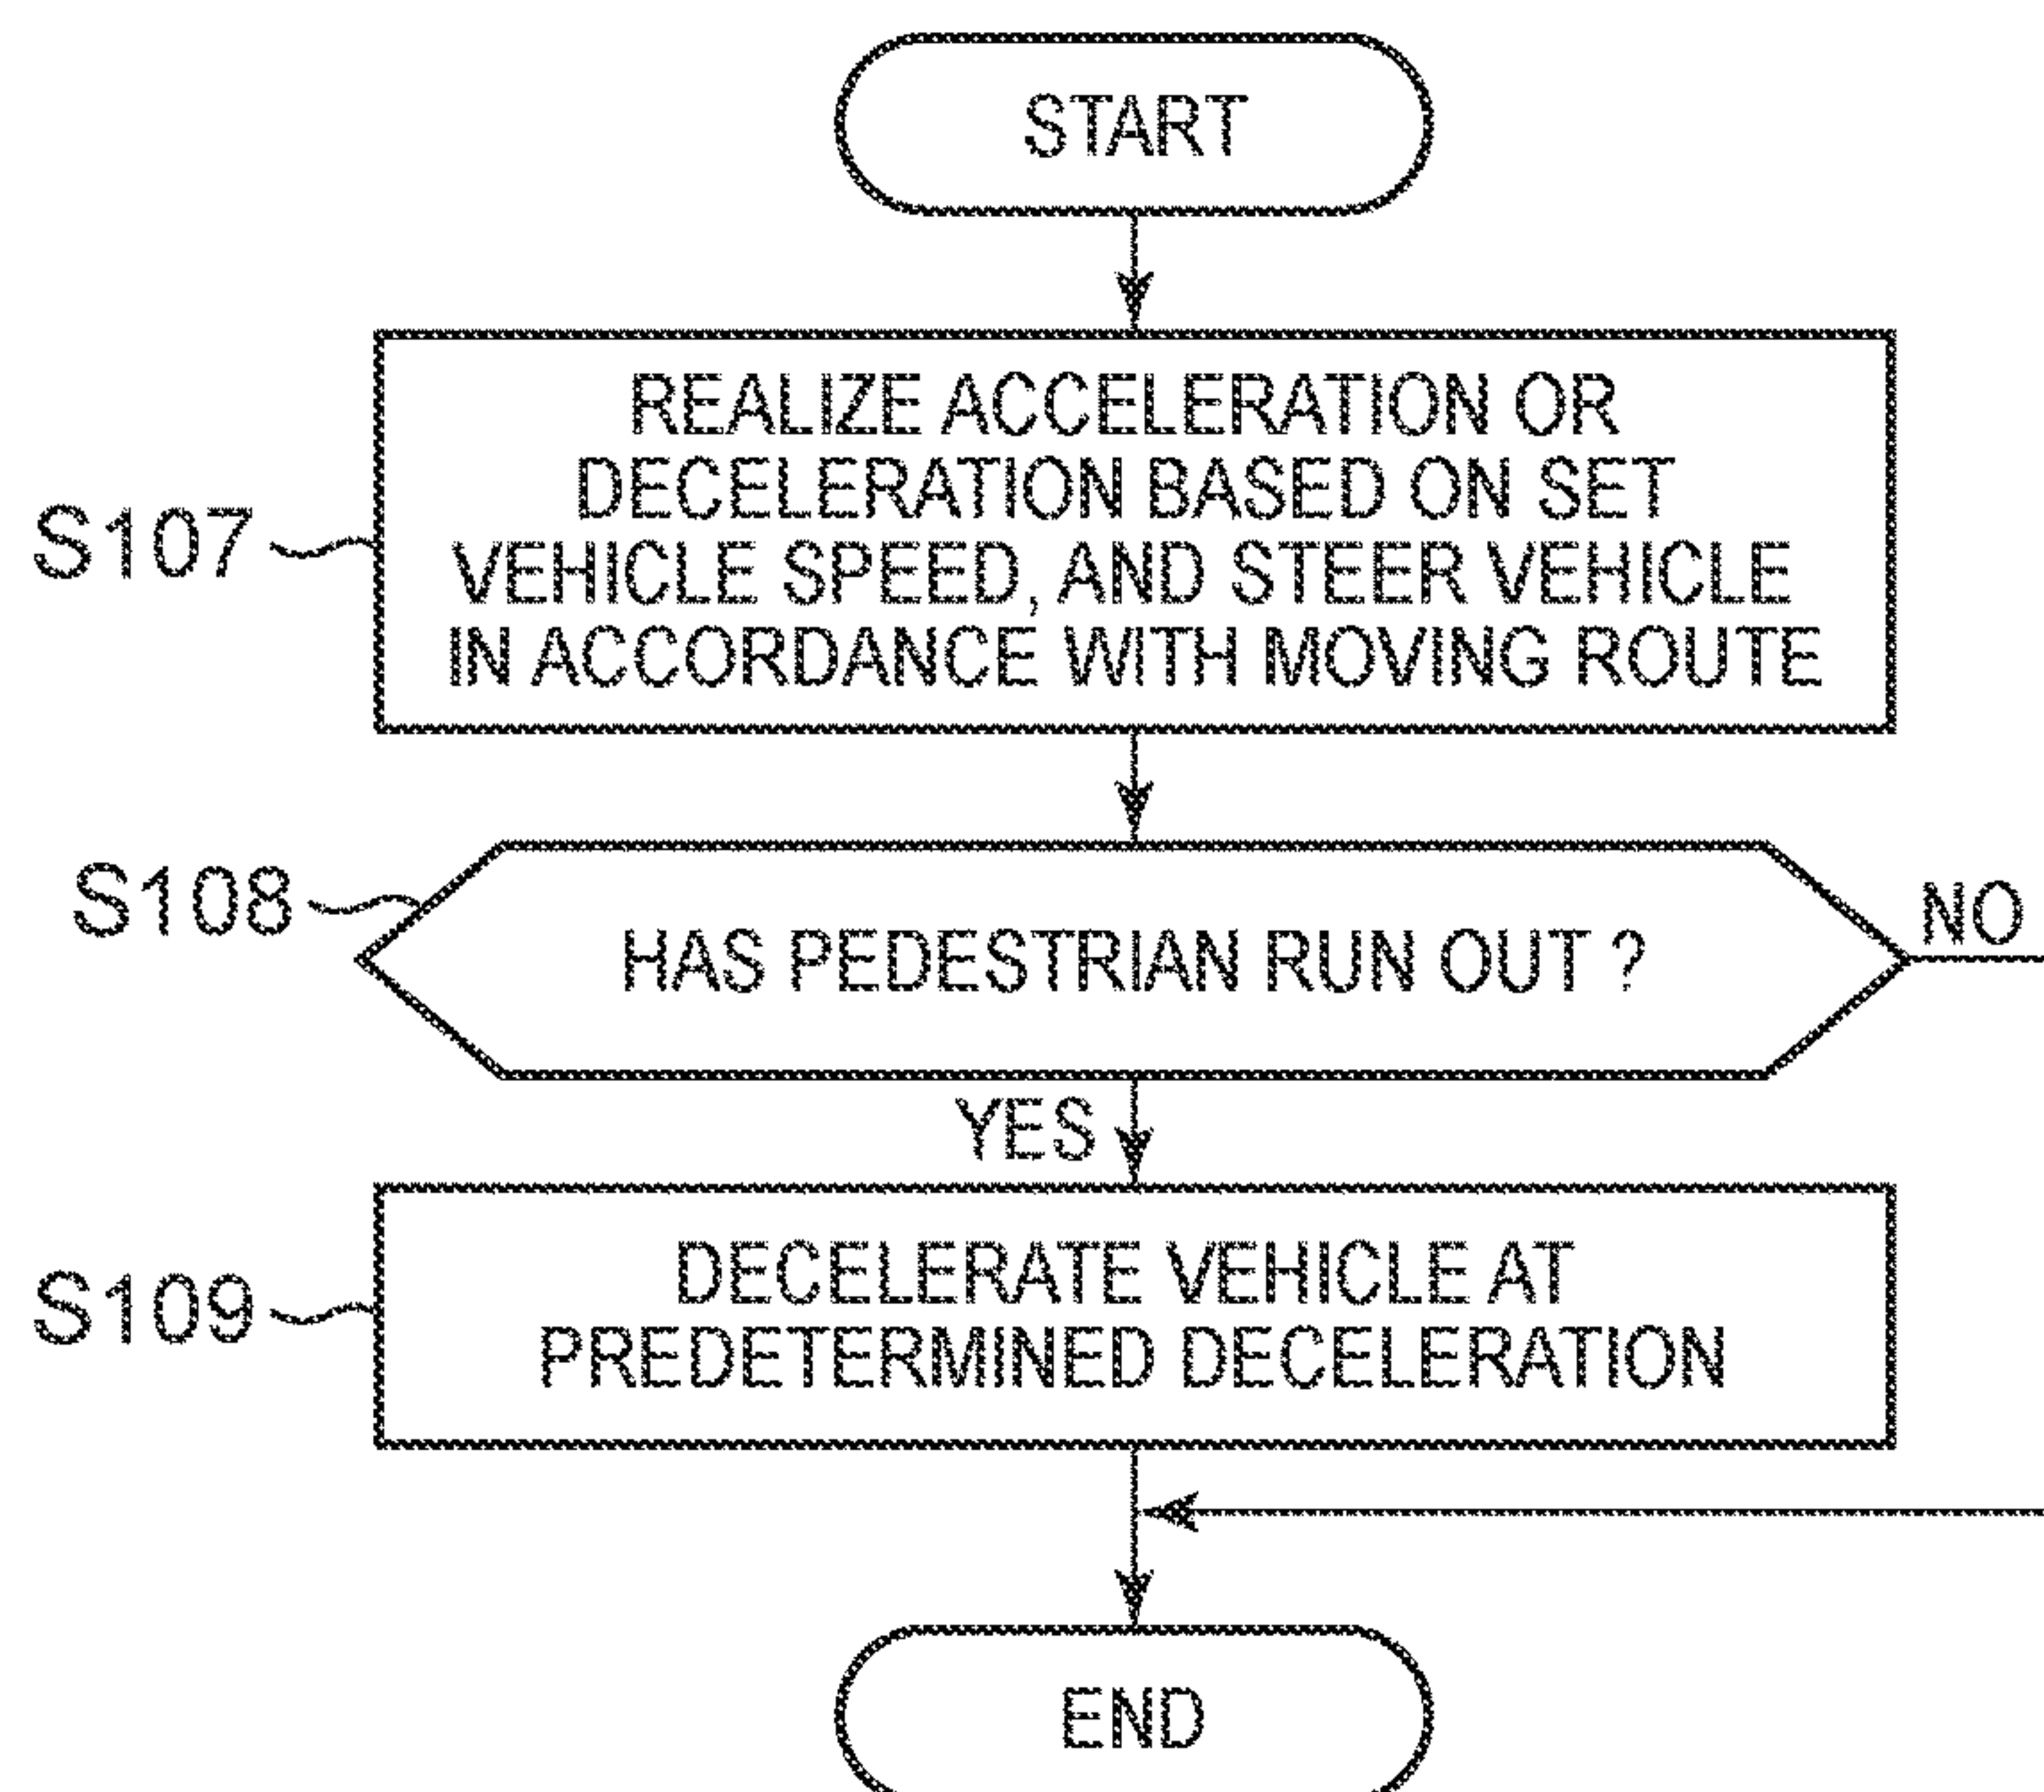 START
S107
REALIZE ACCELERATION OR
DECELERATION BASED ON SET
VEHICLE SPEED, AND STEER VEHICLE
IN ACCORDANCE WITH MOVING ROUTE
S108
HAS PEDESTRIAN RUN OUT ?
NO
YES
S109
DECELERATE VEHICLE AT
PREDETERMINED DECELERATION
END